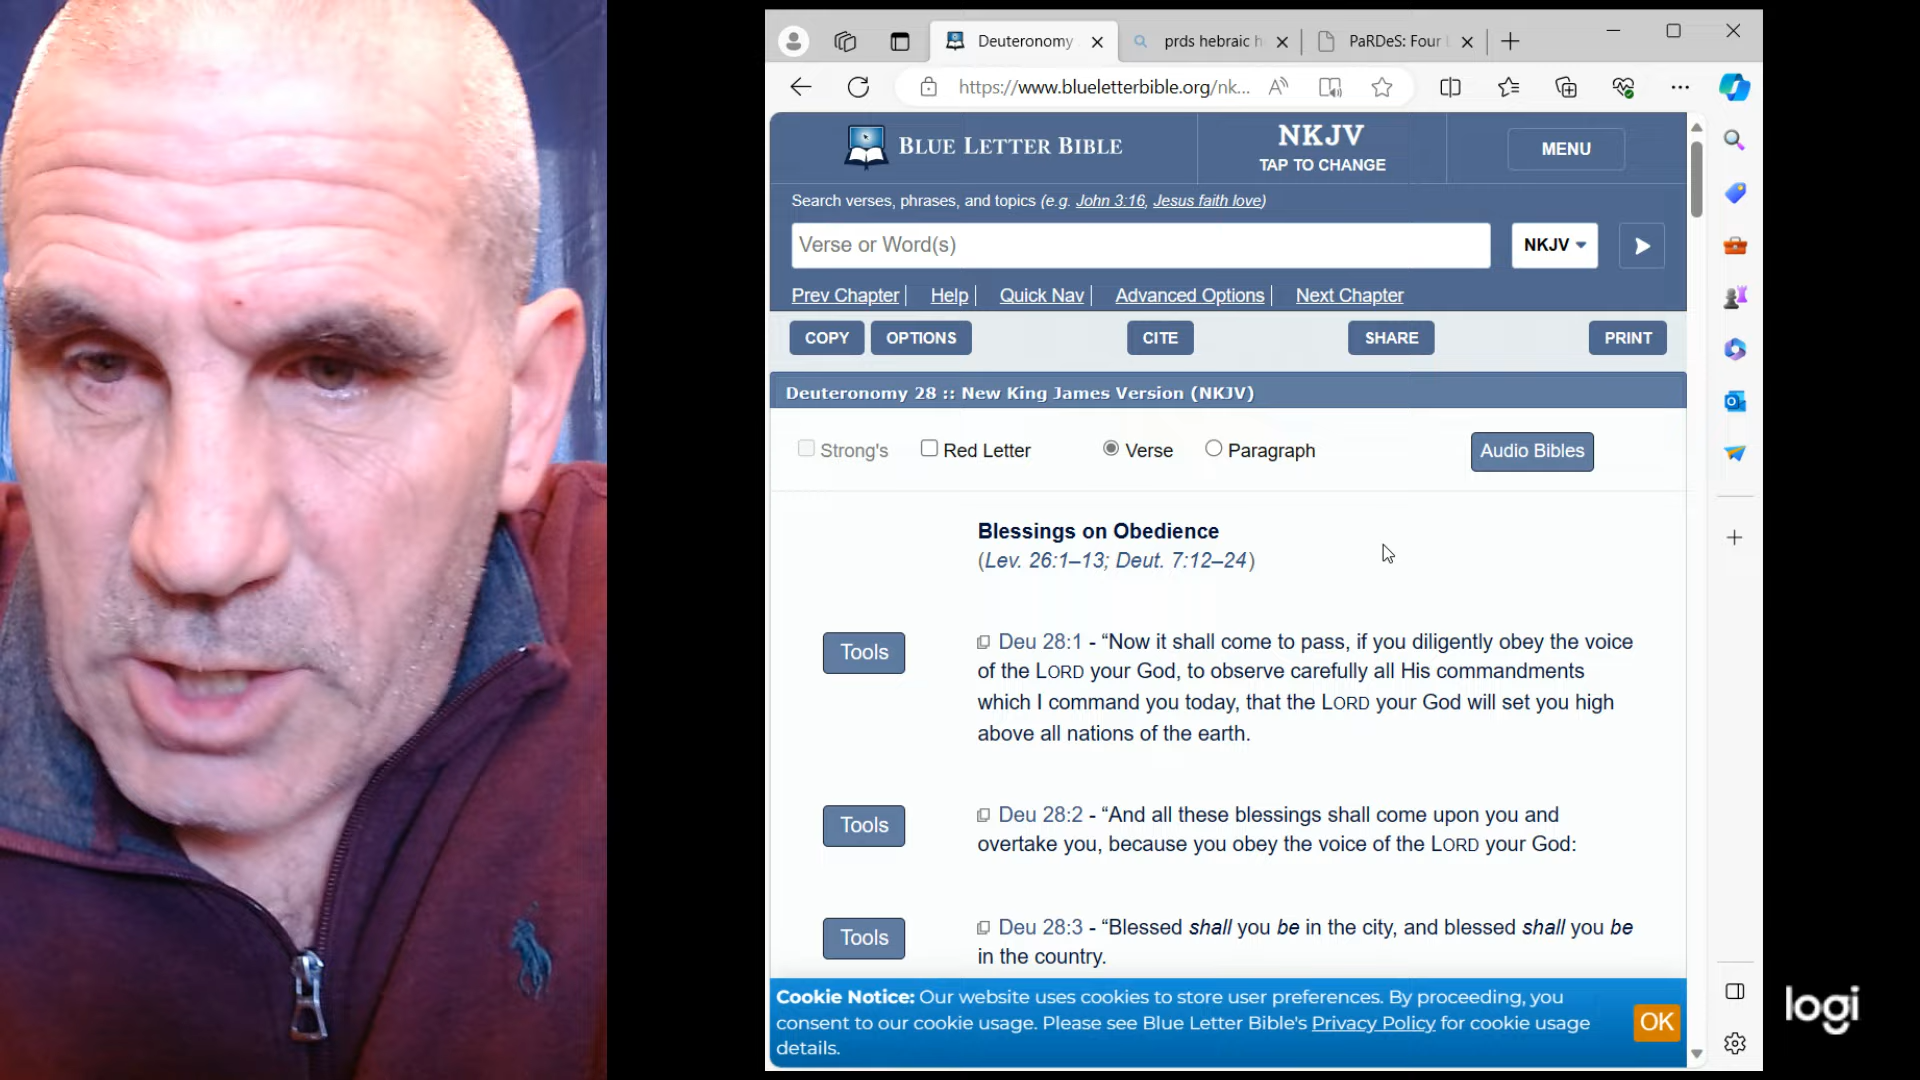 Deuteronomy
prds hebraic h
PaRDeS: Four
https://www.blueletterbible.org/nk...
BLUE LETTER BIBLE
NKJV
TAP TO CHANGE
MENU
Search verses, phrases, and topics (e.g. John 3:16, Jesus faith love)
Verse or Word(s)
NKJV
Prev Chapter | Help | Quick Nav | Advanced Options | Next Chapter
COPY OPTIONS CITE SHARE PRINT
Deuteronomy 28 :: New King James Version (NKJV)
Strong's Red Letter Verse Paragraph Audio Bibles
Blessings on Obedience
(Lev. 26:1–13; Deut. 7:12–24)
Tools
Deu 28:1 - “Now it shall come to pass, if you diligently obey the voice
of the LORD your God, to observe carefully all His commandments
which I command you today, that the LORD your God will set you high
above all nations of the earth.
Tools
Deu 28:2 - “And all these blessings shall come upon you and
overtake you, because you obey the voice of the LORD your God:
Tools
Deu 28:3 - “Blessed shall you be in the city, and blessed shall you be
in the country.
Cookie Notice: Our website uses cookies to store user preferences. By proceeding, you
consent to our cookie usage. Please see Blue Letter Bible's Privacy Policy for cookie usage
details.
OK
logi